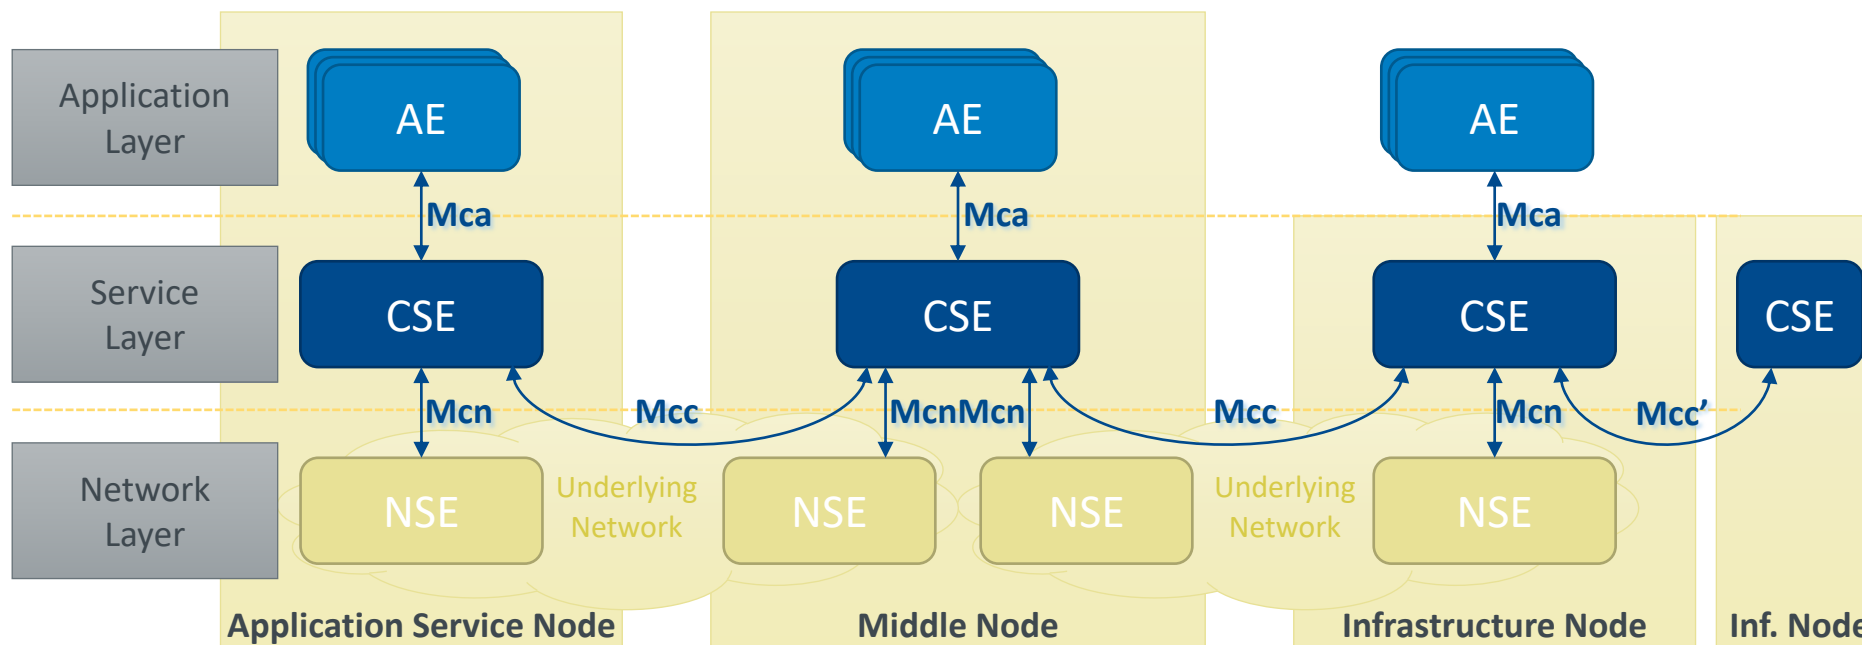 Application
Layer
AE
AE
AE
Mca
Mca
Mca
Service
Layer
CSE
CSE
CSE
CSE
Mcn
Mcc
Mcn
Mcn
Mcc
Mcn
Mcc’
Network
Layer
NSE
Underlying
Network
NSE
NSE
Underlying
Network
NSE
Application Service Node
Middle Node
Infrastructure Node
Inf. Node